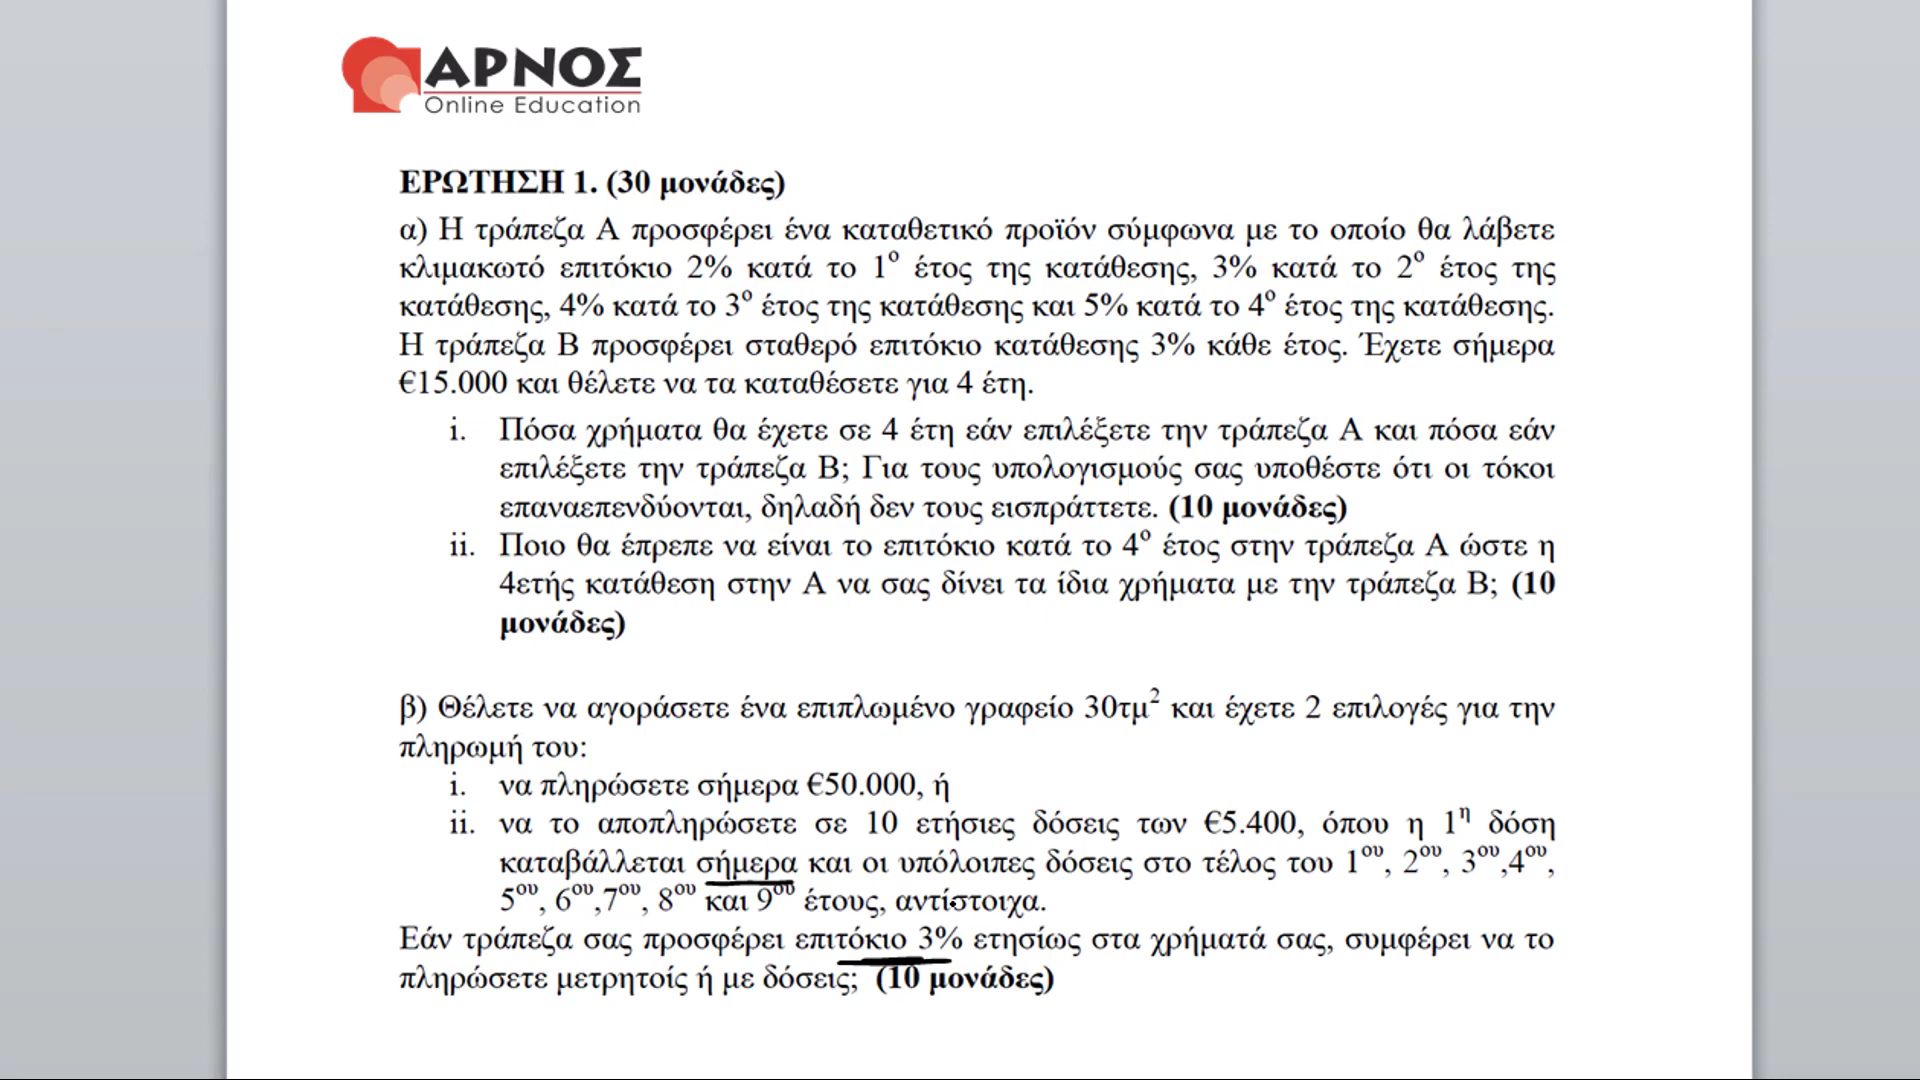 ΑΡΝΟΣ
Online Education
ΕΡΩΤΗΣΗ 1. (30 μονάδες)
α) Η τράπεζα Α προσφέρει ένα καταθετικό προϊόν σύμφωνα με το οποίο θα λάβετε
κλιμακωτό επιτόκιο 2% κατά το 1ο έτος της κατάθεσης, 3% κατά το 2ο έτος της
κατάθεσης, 4% κατά το 3ο έτος της κατάθεσης και 5% κατά το 4ο έτος της κατάθεσης.
Η τράπεζα Β προσφέρει σταθερό επιτόκιο κατάθεσης 3% κάθε έτος. Έχετε σήμερα
€15.000 και θέλετε να τα καταθέσετε για 4 έτη.
i. Πόσα χρήματα θα έχετε σε 4 έτη εάν επιλέξετε την τράπεζα Α και πόσα εάν
επιλέξετε την τράπεζα Β; Για τους υπολογισμούς σας υποθέστε ότι οι τόκοι
επαναεπενδύονται, δηλαδή δεν τους εισπράττετε. (10 μονάδες)
ii. Ποιο θα έπρεπε να είναι το επιτόκιο κατά το 4ο έτος στην τράπεζα Α ώστε η
4ετής κατάθεση στην Α να σας δίνει τα ίδια χρήματα με την τράπεζα Β; (10
μονάδες)
β) Θέλετε να αγοράσετε ένα επιπλωμένο γραφείο 30τμ2 και έχετε 2 επιλογές για την
πληρωμή του:
i. να πληρώσετε σήμερα €50.000, ή
ii. να το αποπληρώσετε σε 10 ετήσιες δόσεις των €5.400, όπου η 1η δόση
καταβάλλεται σήμερα και οι υπόλοιπες δόσεις στο τέλος του 1ου, 2ου, 3ου,4ου,
5ου, 6ου,7ου, 8ου και 9ου έτους, αντίστοιχα.
Εάν τράπεζα σας προσφέρει επιτόκιο 3% ετησίως στα χρήματά σας, συμφέρει να το
πληρώσετε μετρητοίς ή με δόσεις; (10 μονάδες)